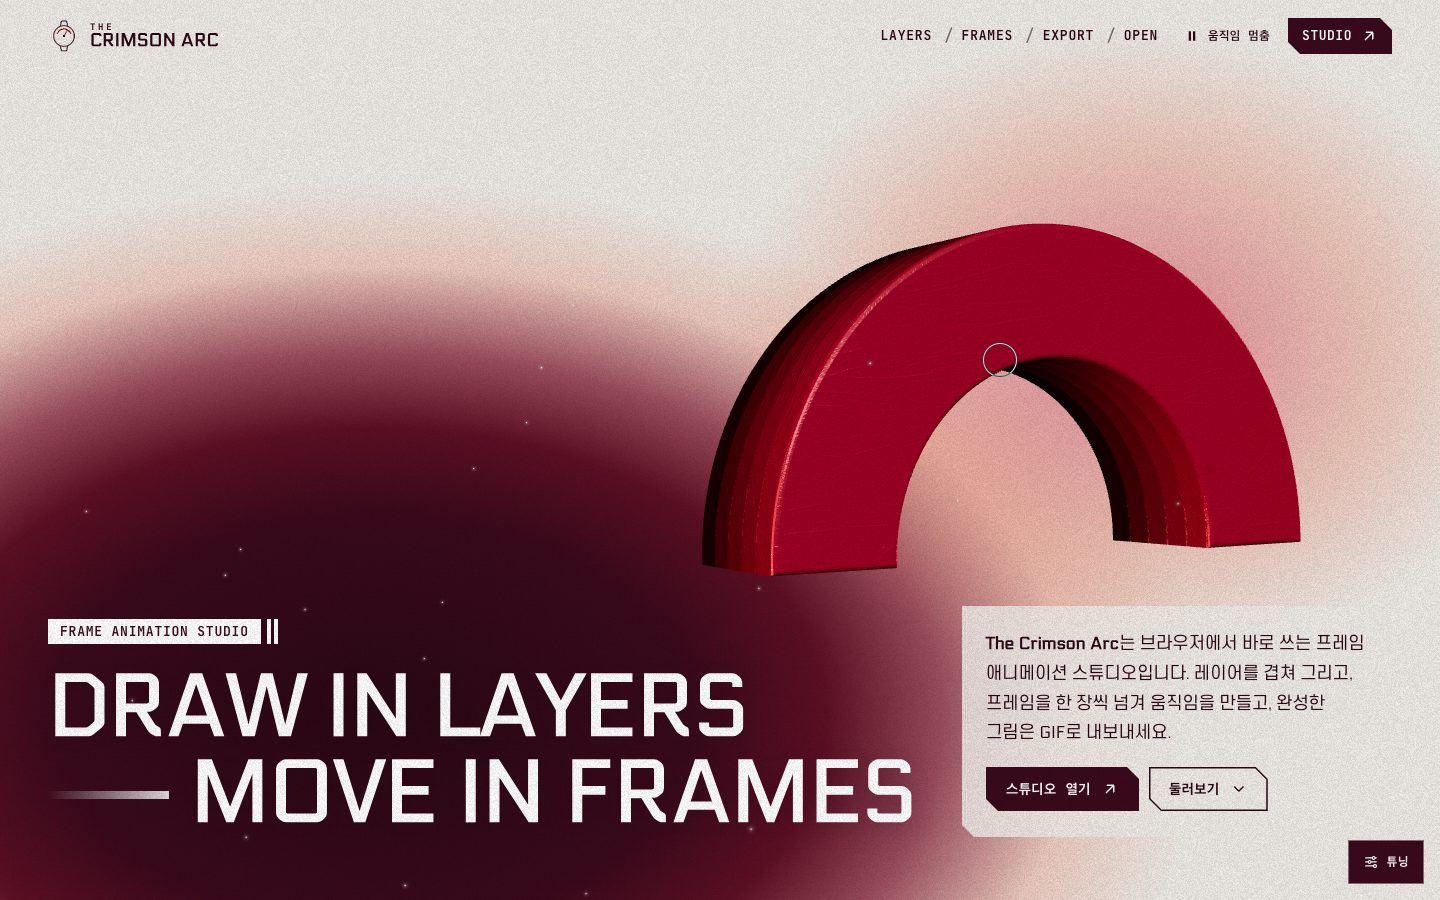 THE
CRIMSON ARC
LAYERS / FRAMES / EXPORT / OPEN
움직임 멈춤
STUDIO
FRAME ANIMATION STUDIO
DRAW IN LAYERS
MOVE IN FRAMES
The Crimson Arc는 브라우저에서 바로 쓰는 프레임
애니메이션 스튜디오입니다. 레이어를 겹쳐 그리고,
프레임을 한 장씩 넘겨 움직임을 만들고, 완성한
그림은 GIF로 내보내세요.
스튜디오 열기
둘러보기
튜닝